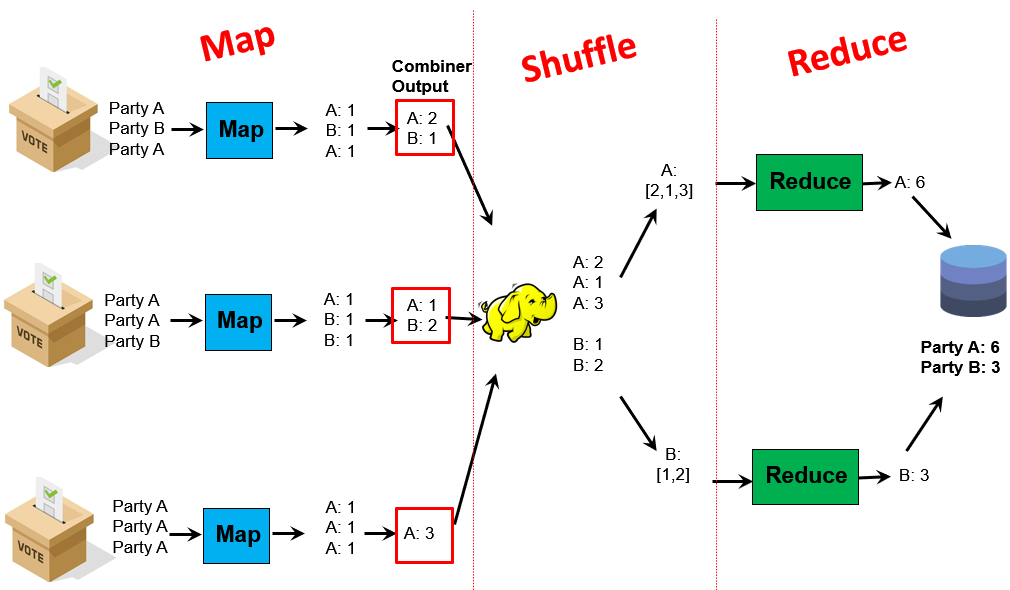 Map
Shuffle
Reduce
Combiner
Output
VOTE
Party A
Party B
Party A
Map
A: 1
B: 1
A: 1
A: 2
B: 1
VOTE
Party A
Party A
Party B
Map
A: 1
B: 1
B: 1
A: 1
B: 2
VOTE
Party A
Party A
Party A
Map
A: 1
A: 1
A: 1
A: 3
A: 2
A: 1
A: 3
B: 1
B: 2
A:
[2,1,3]
B:
[1,2]
Reduce
A: 6
Reduce
B: 3
Party A: 6
Party B: 3